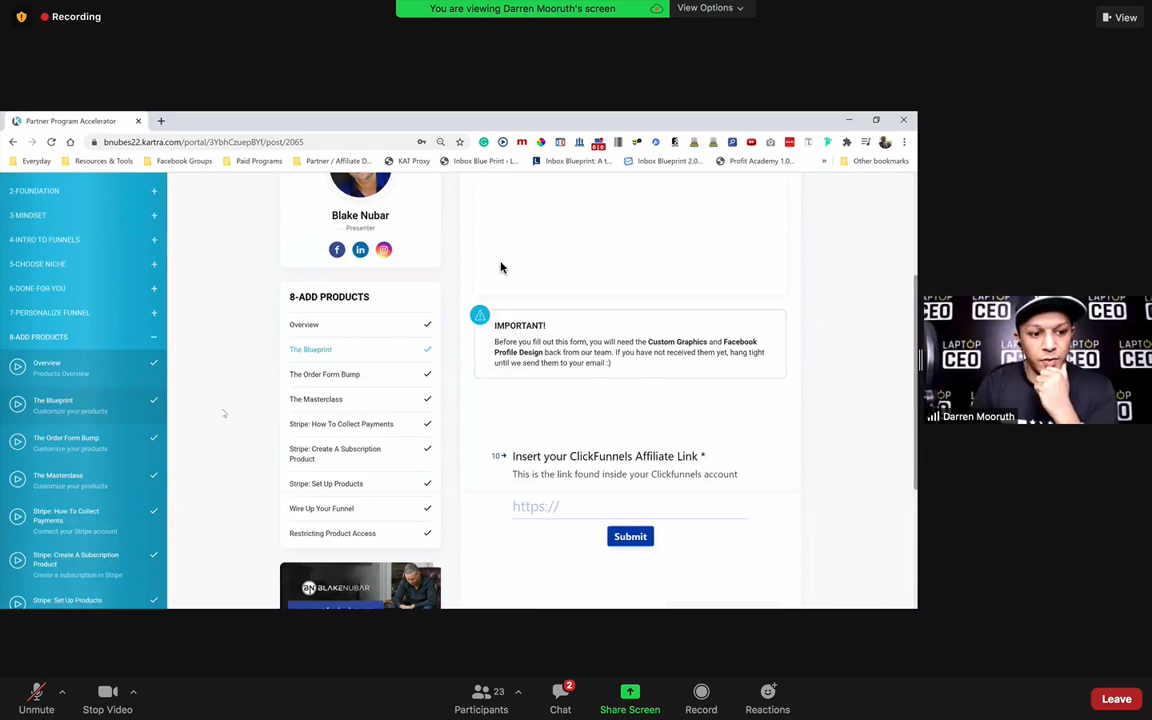 Recording
You are viewing Darren Mooruth's screen
View Options
View
Partner Program Accelerator
bnubes22.kartra.com/portal/3YbhCzuepBYf/post/2065
Everyday
Resources & Tools
Facebook Groups
Paid Programs
Partner / Affiliate D...
KAT Proxy
Inbox Blue Print › L...
Inbox Blueprint: A t...
Inbox Blueprint 2.0...
Profit Academy 1.0...
Other bookmarks
2-FOUNDATION
3-MINDSET
4-INTRO TO FUNNELS
5-CHOOSE NICHE
6-DONE-FOR-YOU
7-PERSONALIZE FUNNEL
8-ADD PRODUCTS
Overview
Products Overview
The Blueprint
Customize your products
The Order Form Bump
Customize your products
The Masterclass
Customize your products
Stripe: How To Collect
Payments
Connect your Stripe account
Stripe: Create A Subscription
Product
Create a subscription in Stripe
Stripe: Set Up Products
Blake Nubar
Presenter
8-ADD PRODUCTS
Overview
The Blueprint
The Order Form Bump
The Masterclass
Stripe: How To Collect Payments
Stripe: Create A Subscription
Product
Stripe: Set Up Products
Wire Up Your Funnel
Restricting Product Access
BN BLAKENUBAR
IMPORTANT!
Before you fill out this form, you will need the Custom Graphics and Facebook
Profile Design back from our team. If you have not received them yet, hang tight
until we send them to your email :)
10→ Insert your ClickFunnels Affiliate Link *
This is the link found inside your Clickfunnels account
https://
Submit
LAPTOP
CEO
Darren Mooruth
Unmute
Stop Video
23
Participants
2
Chat
Share Screen
Record
Reactions
Leave